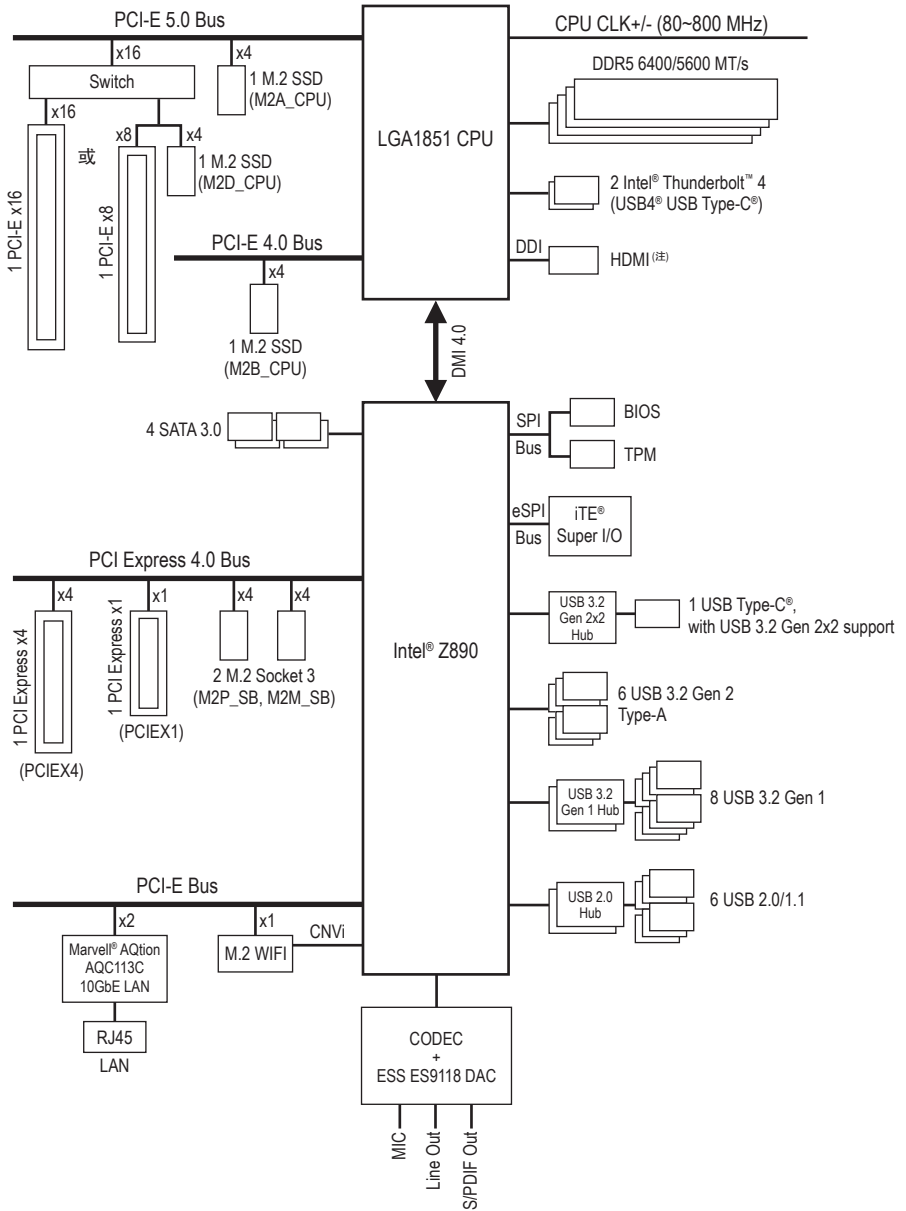 PCI-E 5.0 Bus
CPU CLK+/- (80~800 MHz)
x16
x4
Switch
1 M.2 SSD
(M2A_CPU)
DDR5 6400/5600 MT/s
LGA1851 CPU
x16
或
x8
x4
1 M.2 SSD
(M2D_CPU)
1 PCI-E x16
1 PCI-E x8
2 Intel® Thunderbolt™ 4
(USB4® USB Type-C®)
PCI-E 4.0 Bus
x4
DDI
HDMI (注)
1 M.2 SSD
(M2B_CPU)
DMI 4.0
4 SATA 3.0
SPI
Bus
BIOS
TPM
eSPI
Bus
iTE®
Super I/O
PCI Express 4.0 Bus
x4
x1
x4
x4
1 PCI Express x4
(PCIEX4)
1 PCI Express x1
(PCIEX1)
2 M.2 Socket 3
(M2P_SB, M2M_SB)
Intel® Z890
USB 3.2
Gen 2x2
Hub
1 USB Type-C®,
with USB 3.2 Gen 2x2 support
6 USB 3.2 Gen 2
Type-A
USB 3.2
Gen 1 Hub
8 USB 3.2 Gen 1
PCI-E Bus
USB 2.0
Hub
6 USB 2.0/1.1
x2
x1
CNVi
Marvell® AQtion
AQC113C
10GbE LAN
M.2 WIFI
RJ45
LAN
CODEC
+
ESS ES9118 DAC
MIC
Line Out
S/PDIF Out